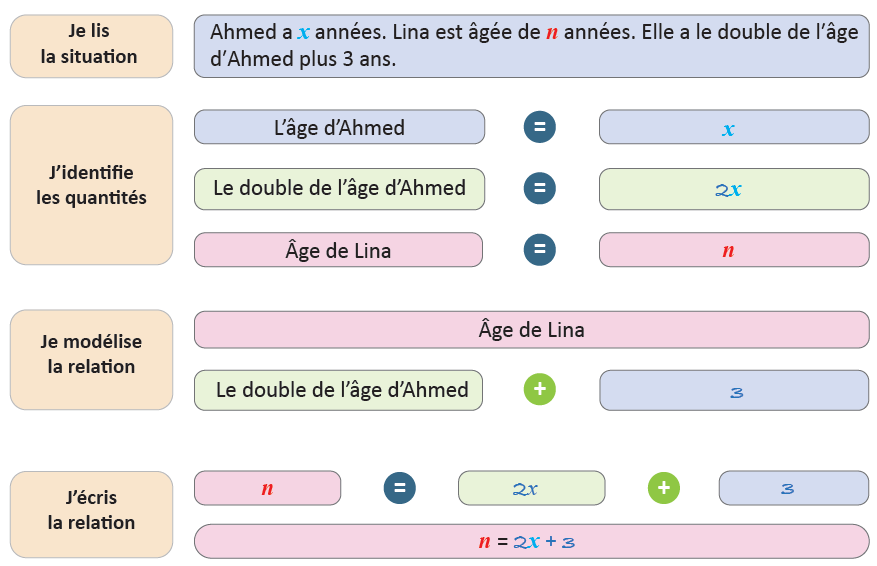 Je lis
la situation
Ahmed a x années. Lina est âgée de n années. Elle a le double de l'âge
d'Ahmed plus 3 ans.
J'identifie
les quantités
L'âge d'Ahmed = x
Le double de l'âge d'Ahmed = 2x
Âge de Lina = n
Je modélise
la relation
Âge de Lina
Le double de l'âge d'Ahmed + 3
J'écris
la relation
n = 2x + 3
n = 2x + 3